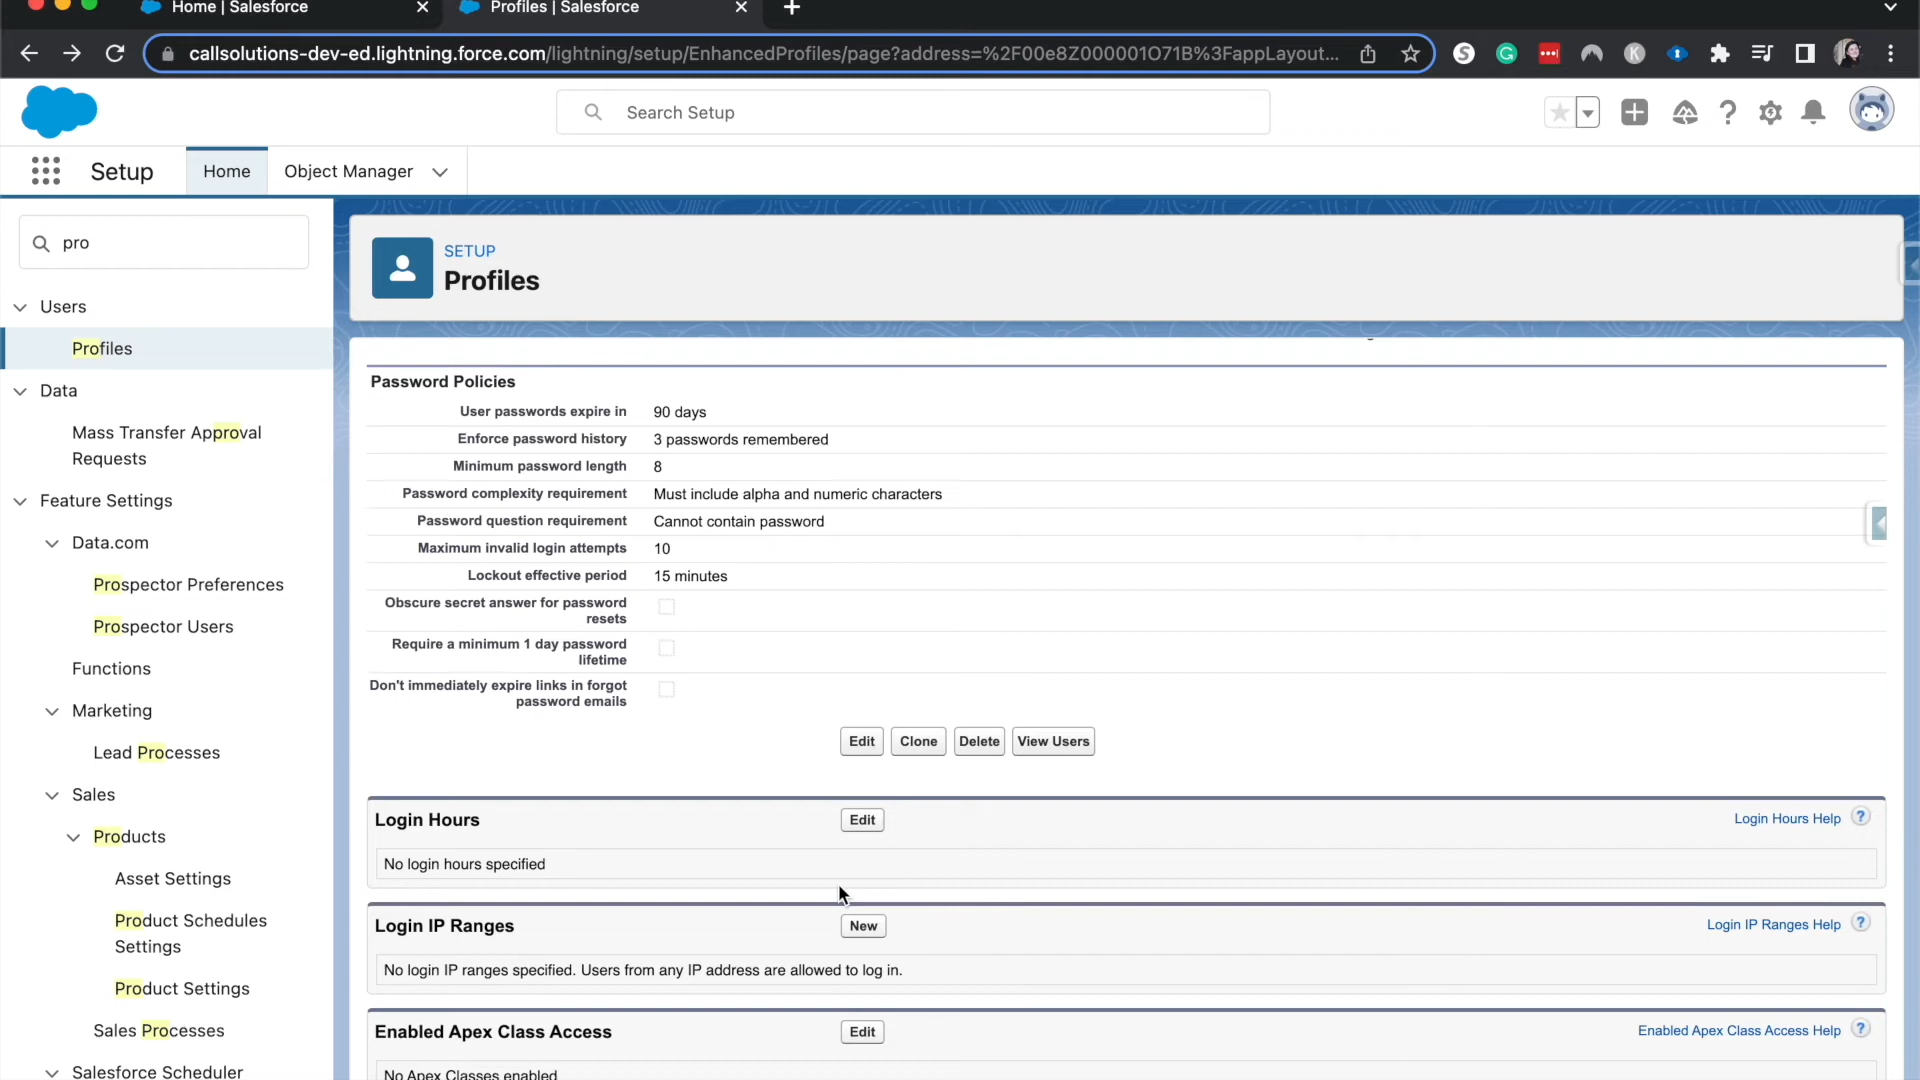 Home | Salesforce
Profiles | Salesforce
callsolutions-dev-ed.lightning.force.com/lightning/setup/EnhancedProfiles/page?address=%2F00e8Z000001O71B%3FappLayout...
Search Setup
Setup
Home
Object Manager
pro
Users
Profiles
Data
Mass Transfer Approval
Requests
Feature Settings
Data.com
Prospector Preferences
Prospector Users
Functions
Marketing
Lead Processes
Sales
Products
Asset Settings
Product Schedules
Settings
Product Settings
Sales Processes
Salesforce Scheduler
SETUP
Profiles
Password Policies
User passwords expire in 90 days
Enforce password history 3 passwords remembered
Minimum password length 8
Password complexity requirement Must include alpha and numeric characters
Password question requirement Cannot contain password
Maximum invalid login attempts 10
Lockout effective period 15 minutes
Obscure secret answer for password
resets
Require a minimum 1 day password
lifetime
Don't immediately expire links in forgot
password emails
Edit Clone Delete View Users
Login Hours Edit Login Hours Help ?
No login hours specified
Login IP Ranges New Login IP Ranges Help ?
No login IP ranges specified. Users from any IP address are allowed to log in.
Enabled Apex Class Access Edit Enabled Apex Class Access Help ?
No Apex Classes enabled